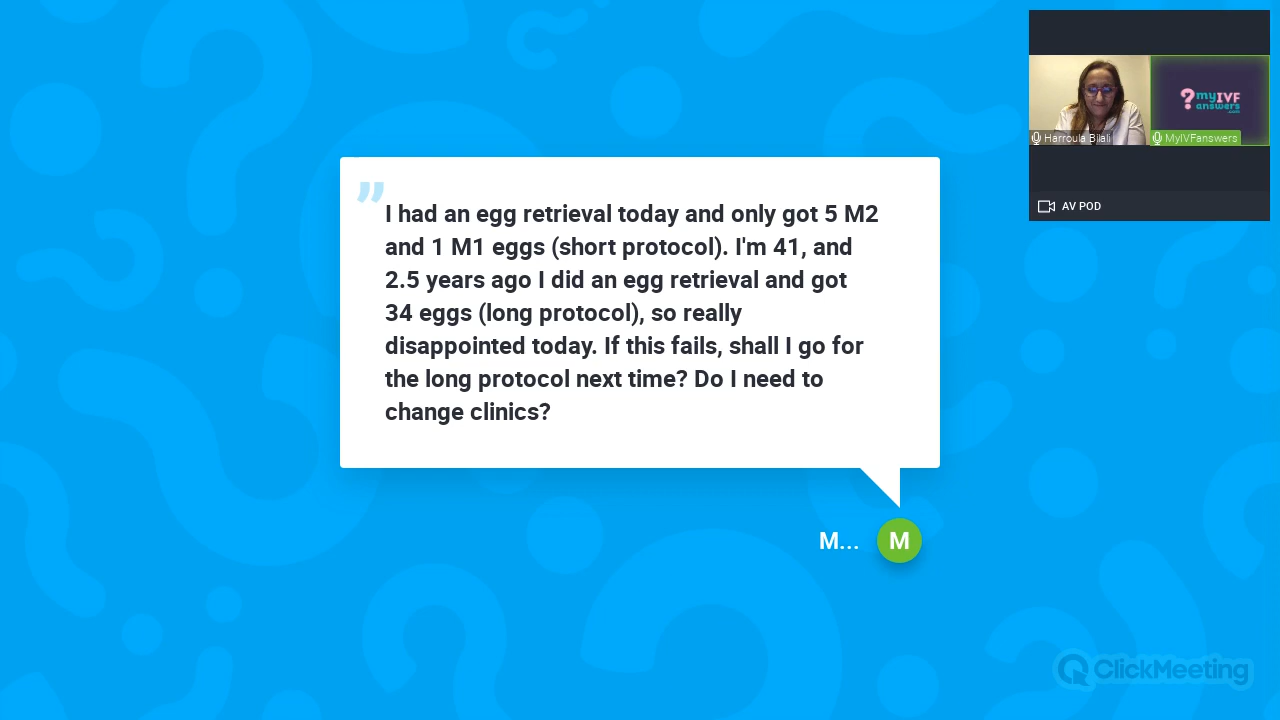 I had an egg retrieval today and only got 5 M2
and 1 M1 eggs (short protocol). I'm 41, and
2.5 years ago I did an egg retrieval and got
34 eggs (long protocol), so really
disappointed today. If this fails, shall I go for
the long protocol next time? Do I need to
change clinics?
M...
M
myIVF
answers
.com
Harroula Bilali
MyIVFanswers
AV POD
ClickMeeting